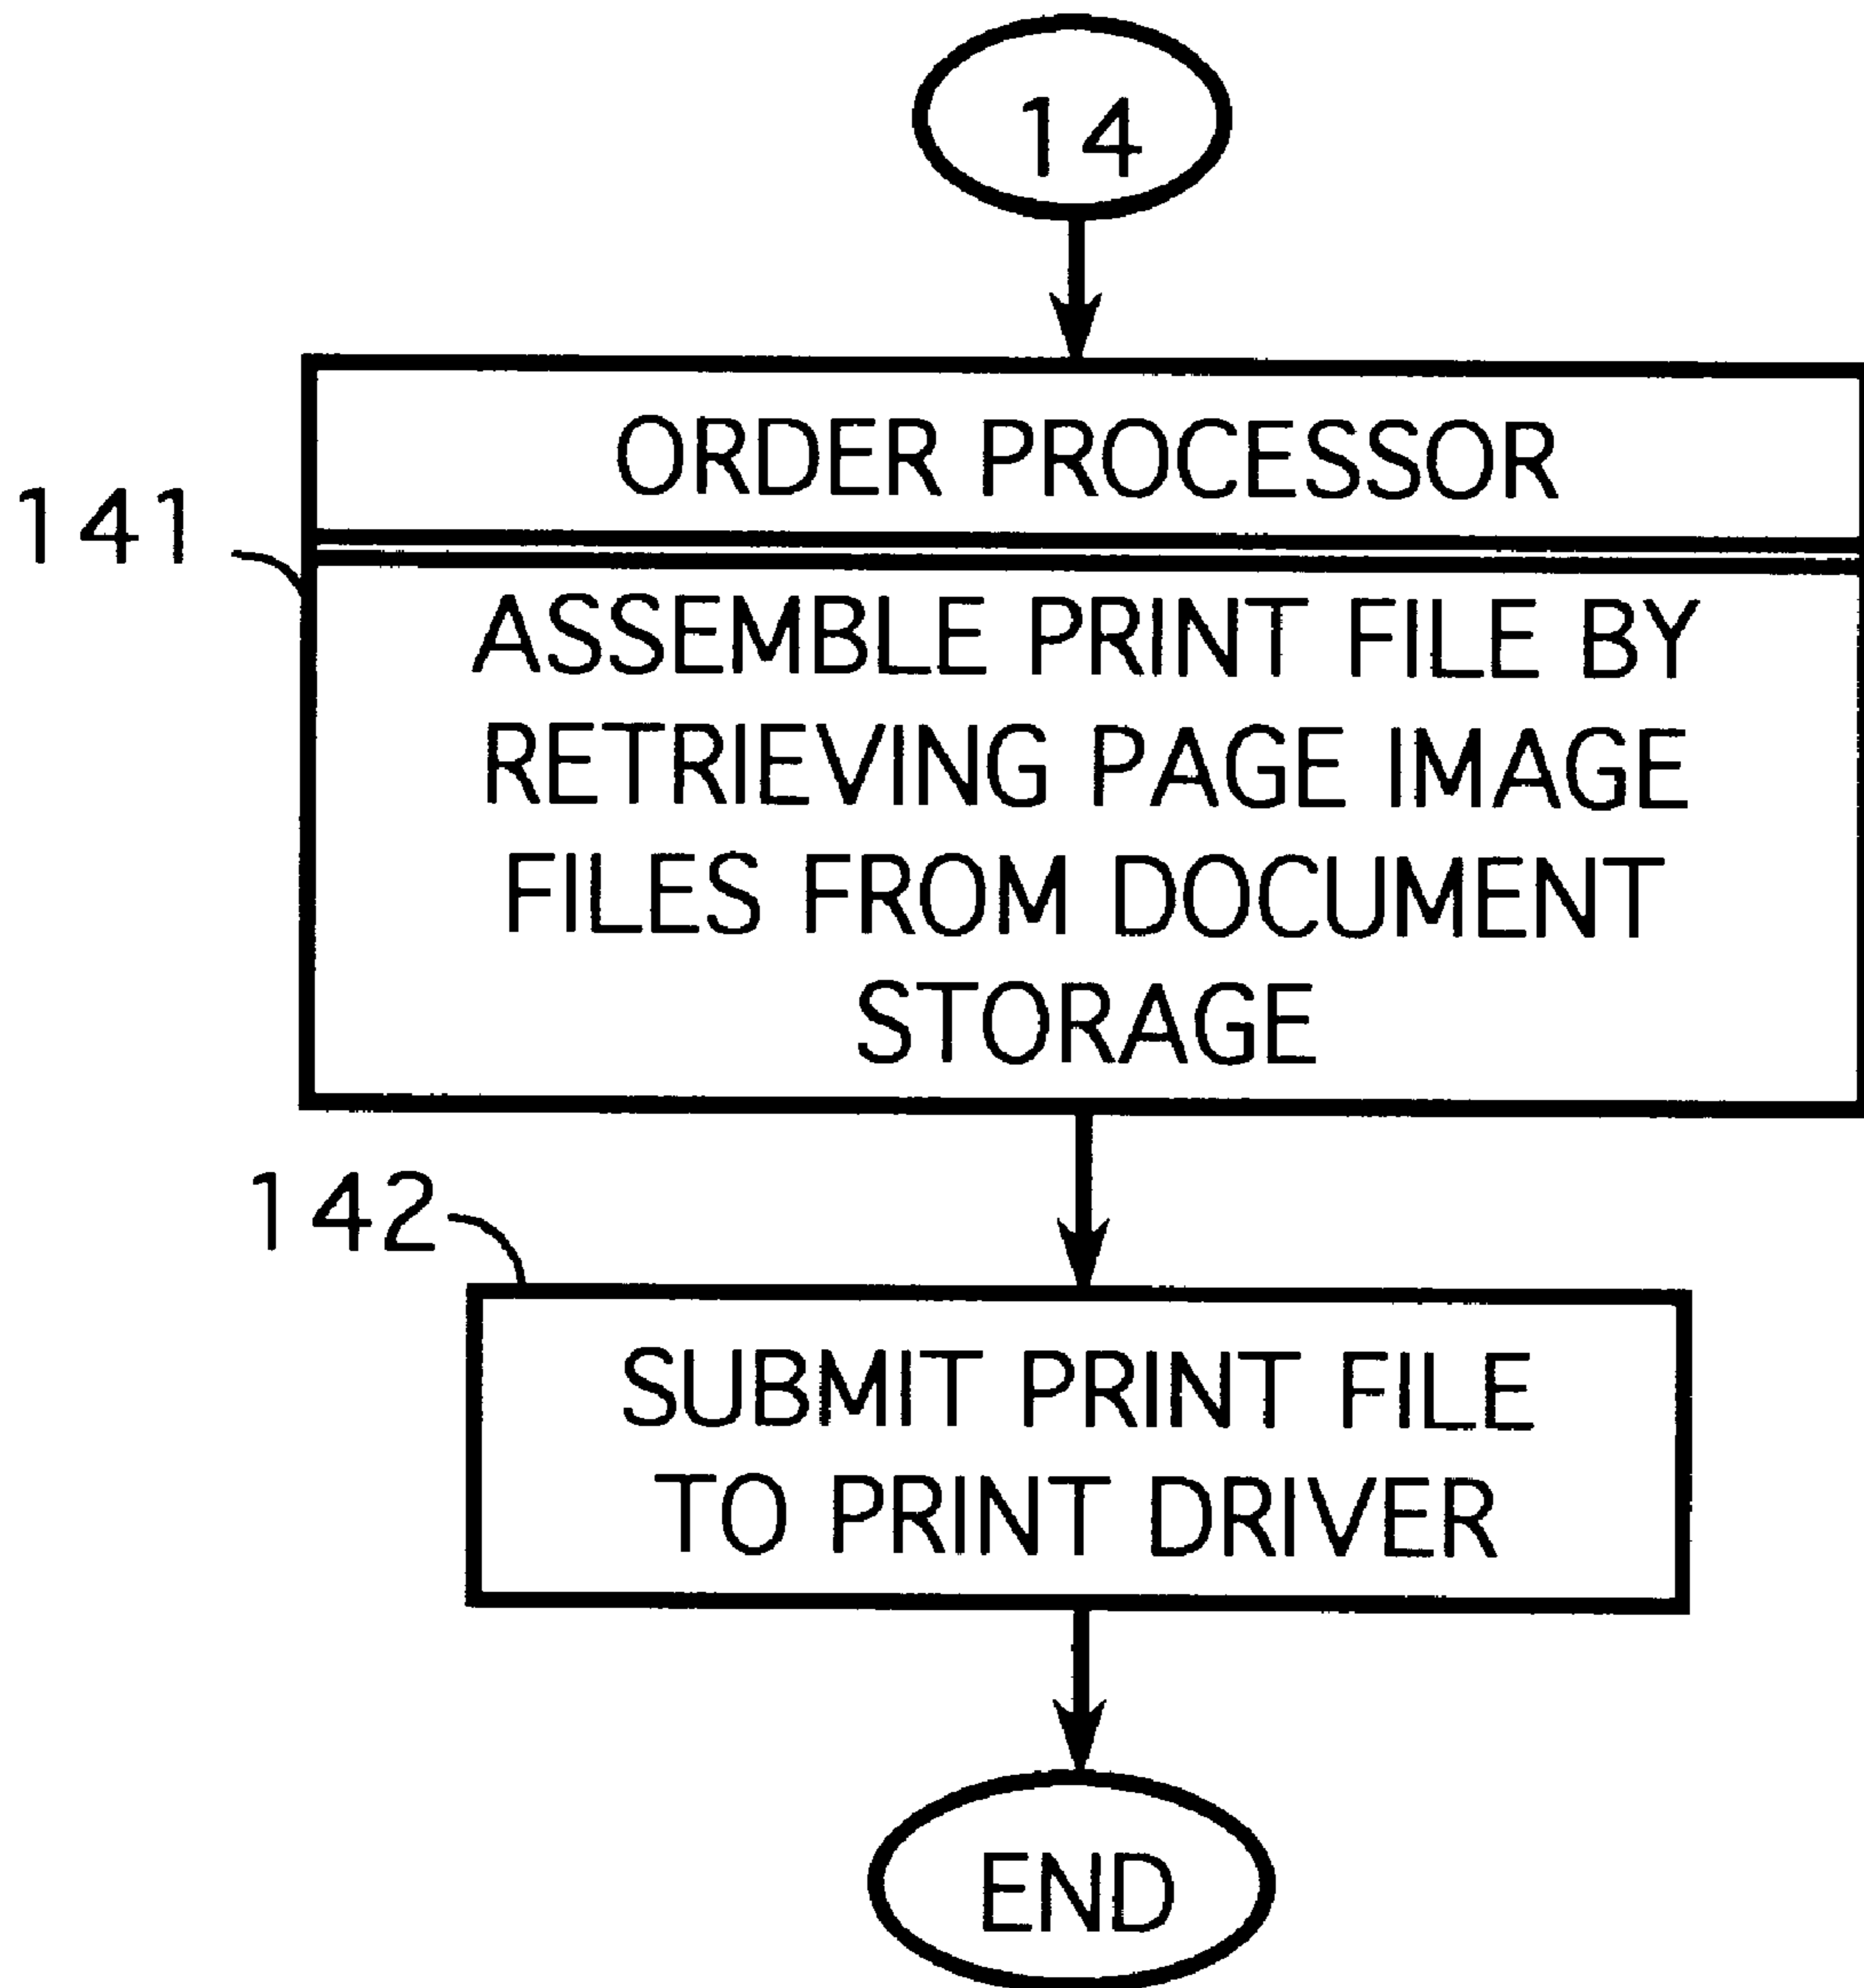 14
ORDER PROCESSOR
141
ASSEMBLE PRINT FILE BY
RETRIEVING PAGE IMAGE
FILES FROM DOCUMENT
STORAGE
142
SUBMIT PRINT FILE
TO PRINT DRIVER
END